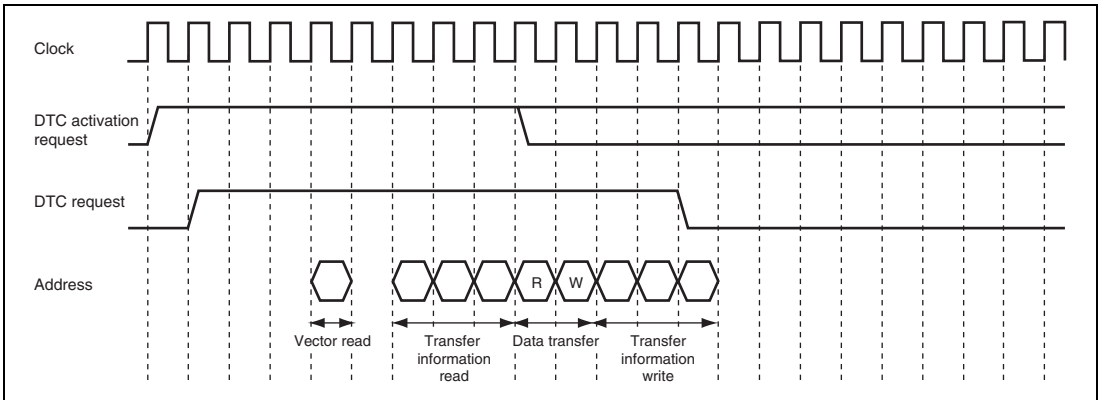 Clock
DTC activation
request
DTC request
Address
R W
Vector read
Transfer
information
read
Data transfer
Transfer
information
write